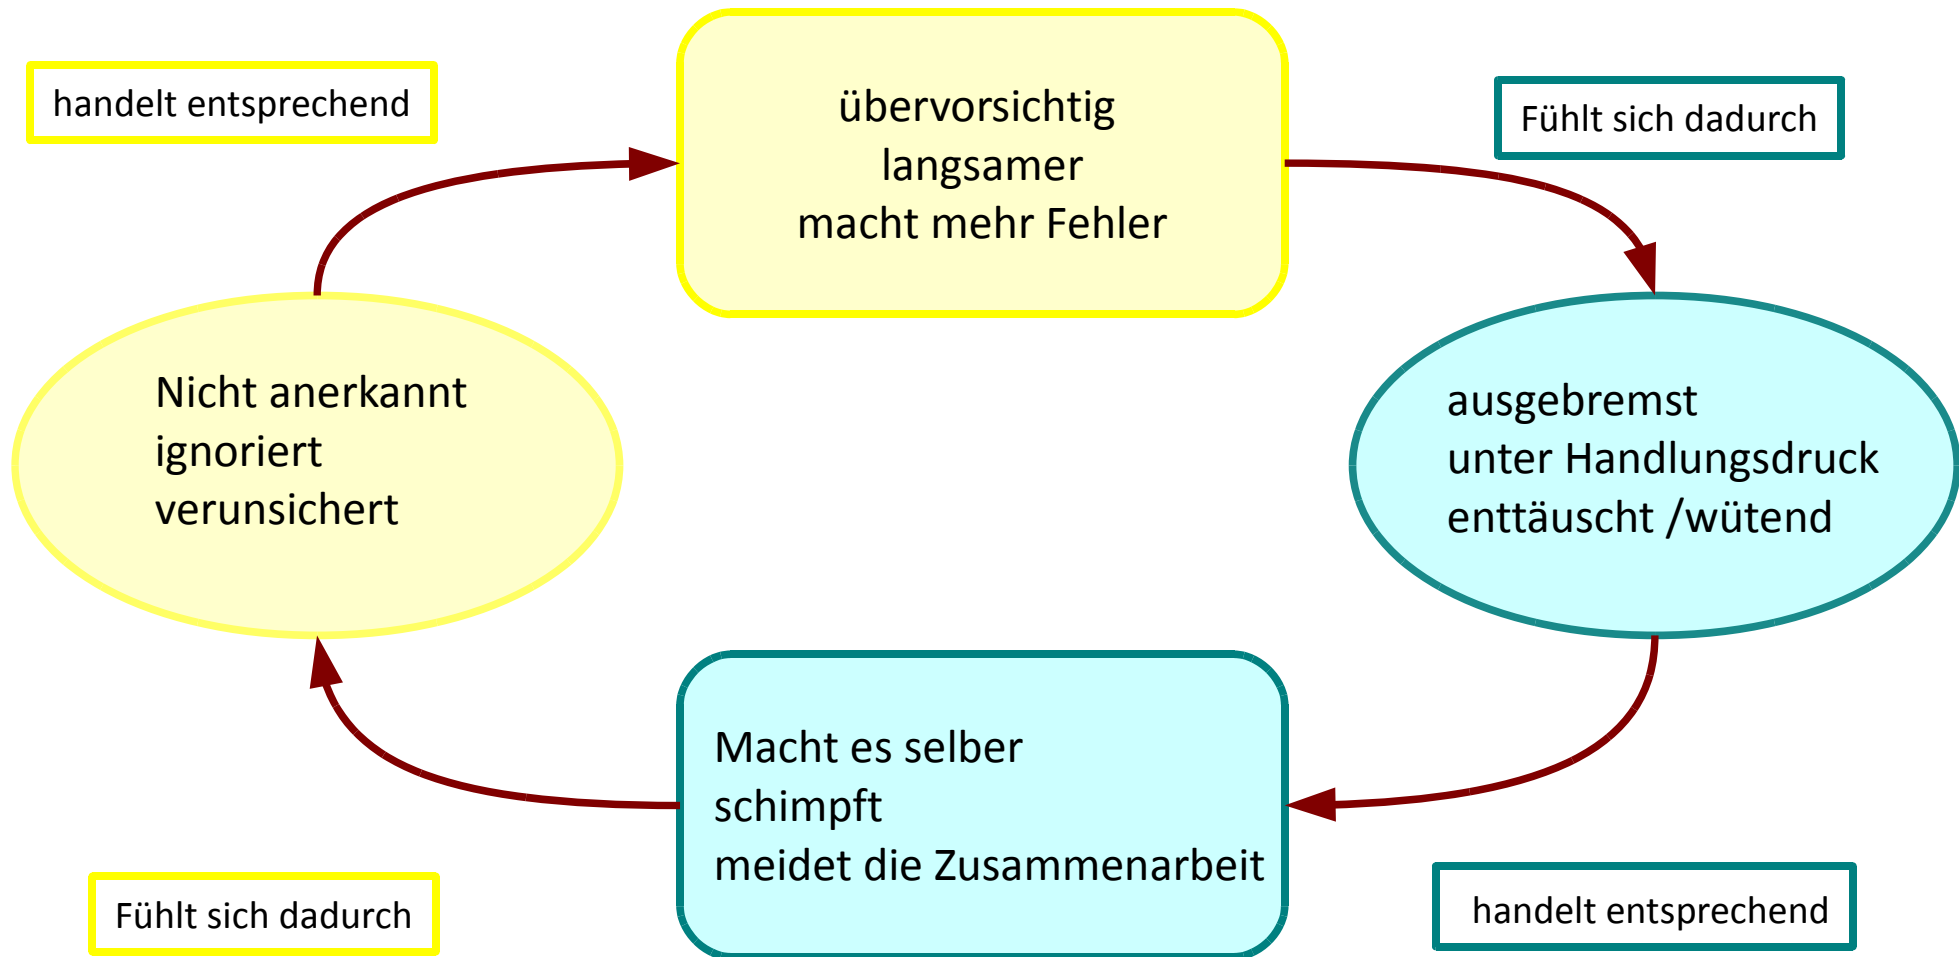 handelt entsprechend
übervorsichtig
langsamer
macht mehr Fehler
Fühlt sich dadurch
Nicht anerkannt
ignoriert
verunsichert
ausgebremst
unter Handlungsdruck
enttäuscht /wütend
Macht es selber
schimpft
meidet die Zusammenarbeit
Fühlt sich dadurch
handelt entsprechend